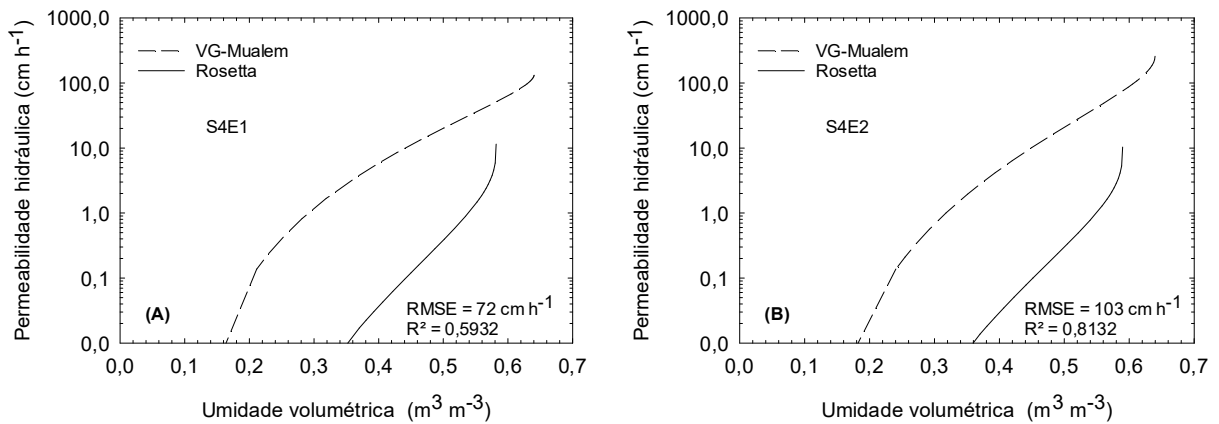 Permeabilidade hidráulica (cm h⁻¹)
1000,0
100,0
10,0
1,0
0,1
0,0
VG-Mualem
Rosetta
S4E1
(A)
RMSE = 72 cm h⁻¹
R² = 0,5932
0,0 0,1 0,2 0,3 0,4 0,5 0,6 0,7
Umidade volumétrica (m³ m⁻³)
Permeabilidade hidráulica (cm h⁻¹)
1000,0
100,0
10,0
1,0
0,1
0,0
VG-Mualem
Rosetta
S4E2
(B)
RMSE = 103 cm h⁻¹
R² = 0,8132
0,0 0,1 0,2 0,3 0,4 0,5 0,6 0,7
Umidade volumétrica (m³ m⁻³)